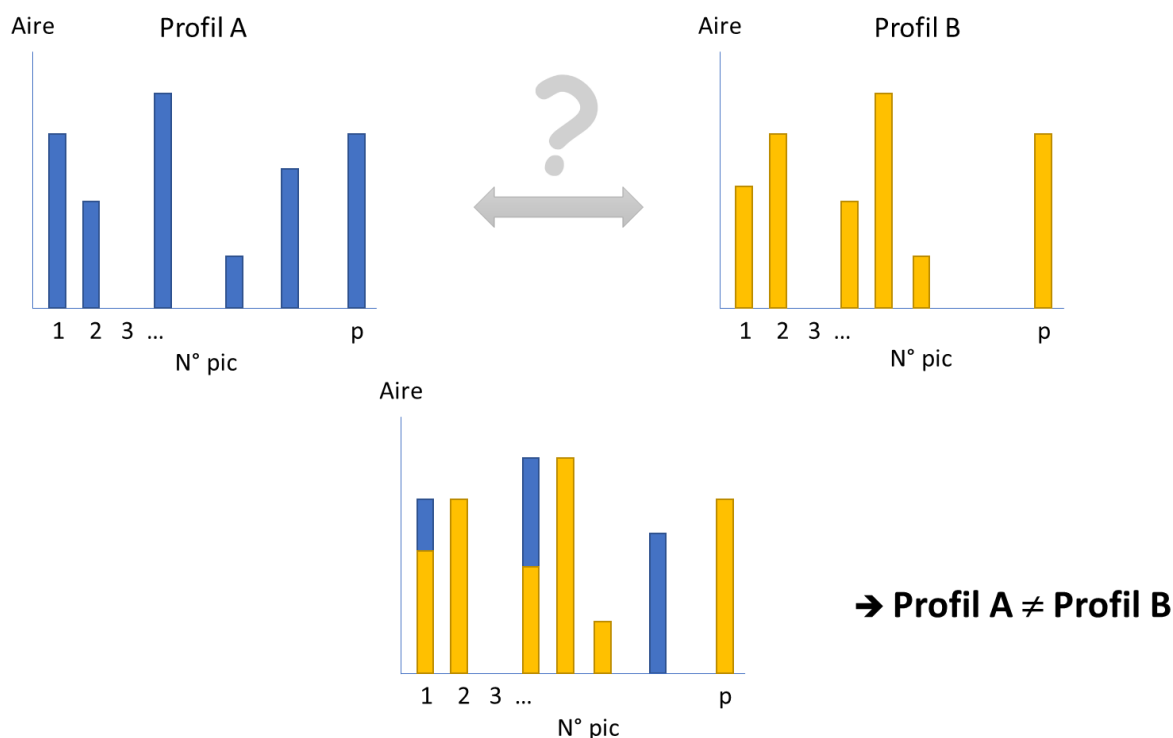 Aire
Profil A
1 2 3 ... p
N° pic
?
Aire
Profil B
1 2 3 ... p
N° pic
Aire
1 2 3 ... p
N° pic
➔ Profil A ≠ Profil B